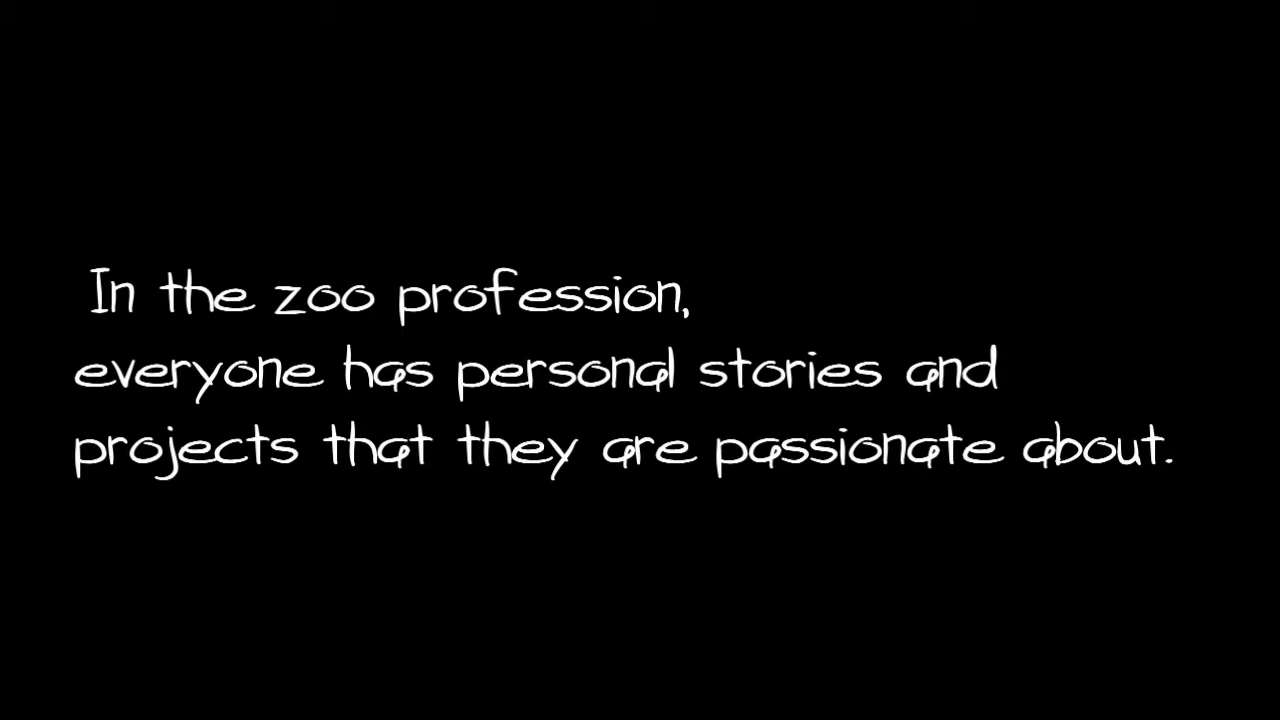 In the zoo profession,
everyone has personal stories and
projects that they are passionate about.